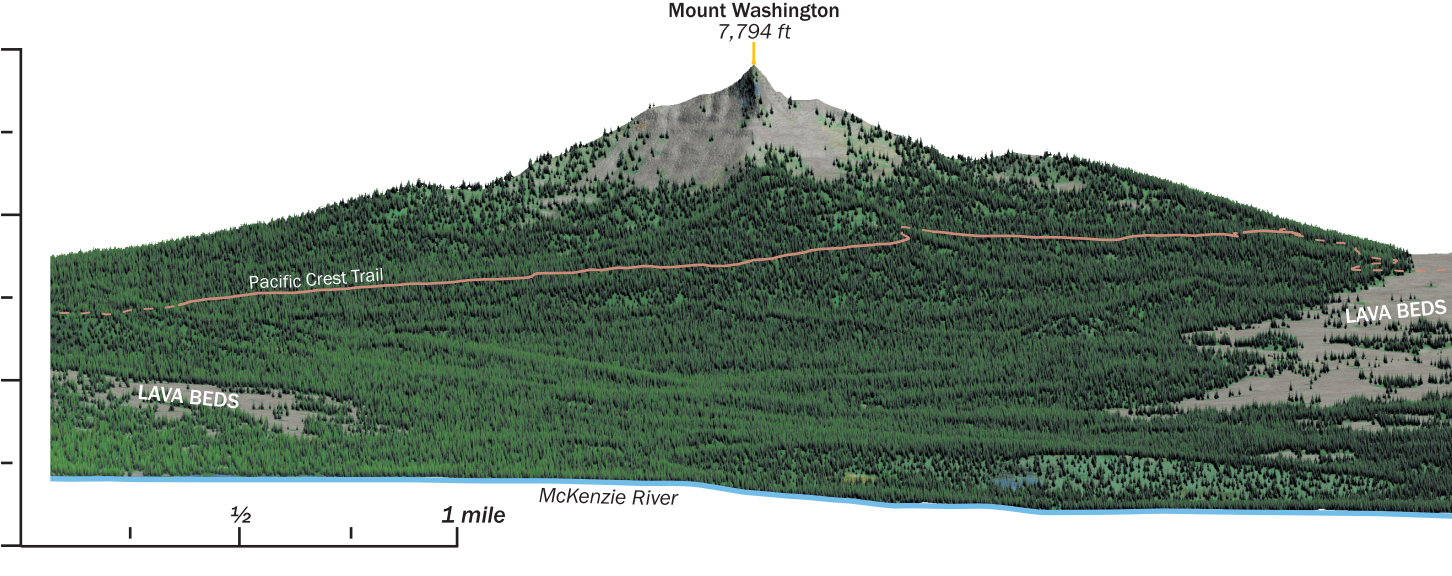 Mount Washington
7,794 ft
Pacific Crest Trail
LAVA BEDS
LAVA BEDS
McKenzie River
½
1 mile